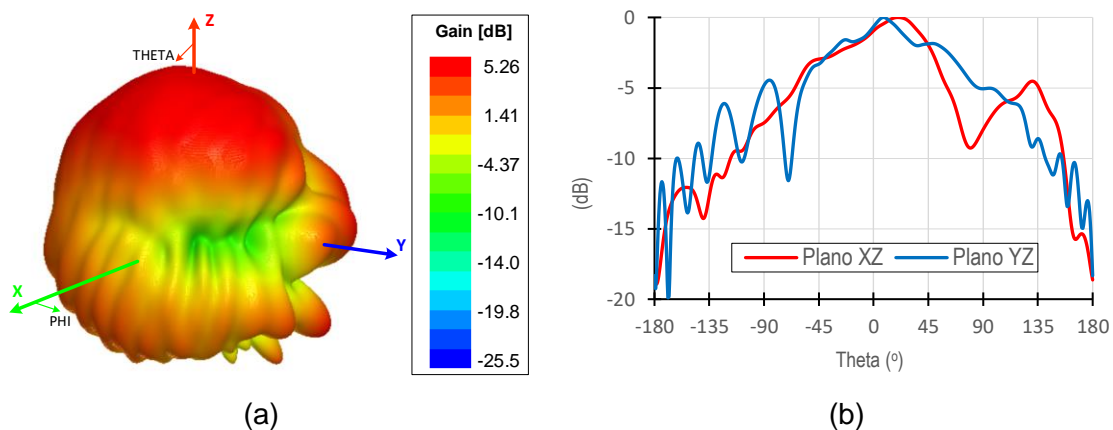 Z
THETA
Y
X
PHI
Gain [dB]
5.26
1.41
-4.37
-10.1
-14.0
-19.8
-25.5
(a)
0
-5
-10
-15
-20
(dB)
Plano XZ
Plano YZ
-180 -135 -90 -45 0 45 90 135 180
Theta (º)
(b)